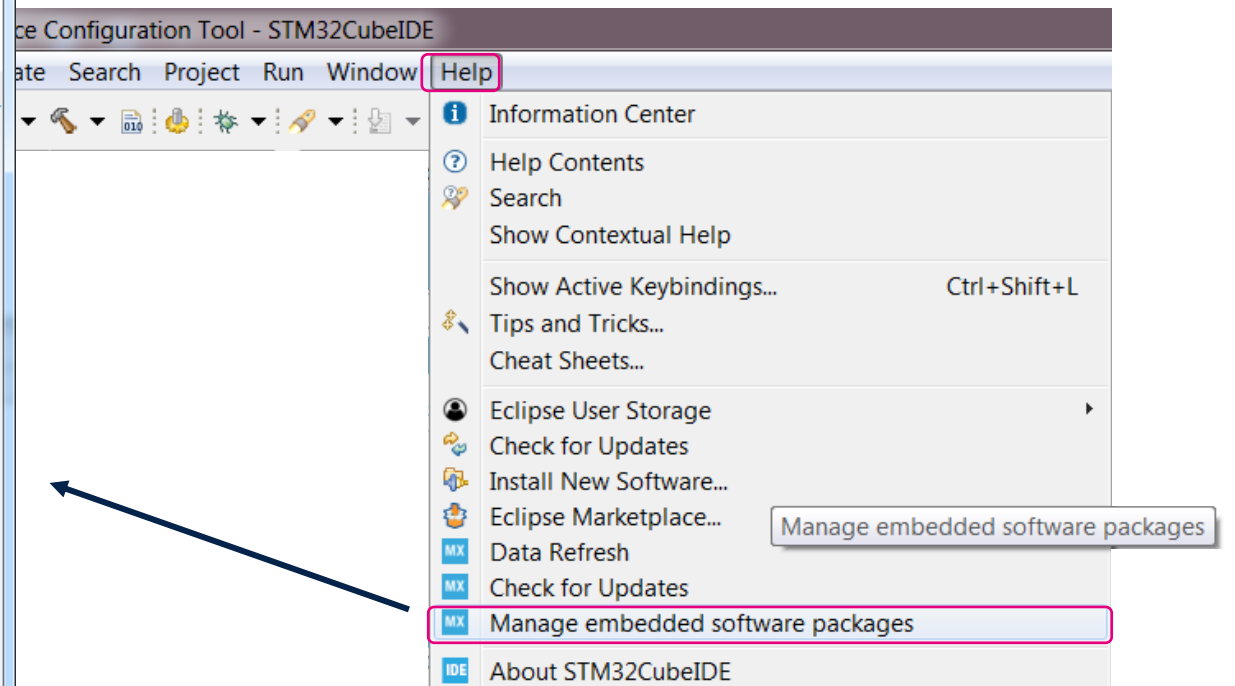 ce Configuration Tool - STM32CubeIDE
ate Search Project Run Window Help
010
Information Center
Help Contents
Search
Show Contextual Help
Show Active Keybindings... Ctrl+Shift+L
Tips and Tricks...
Cheat Sheets...
Eclipse User Storage
Check for Updates
Install New Software...
Eclipse Marketplace...
Manage embedded software packages
MX Data Refresh
MX Check for Updates
MX Manage embedded software packages
IDE About STM32CubeIDE